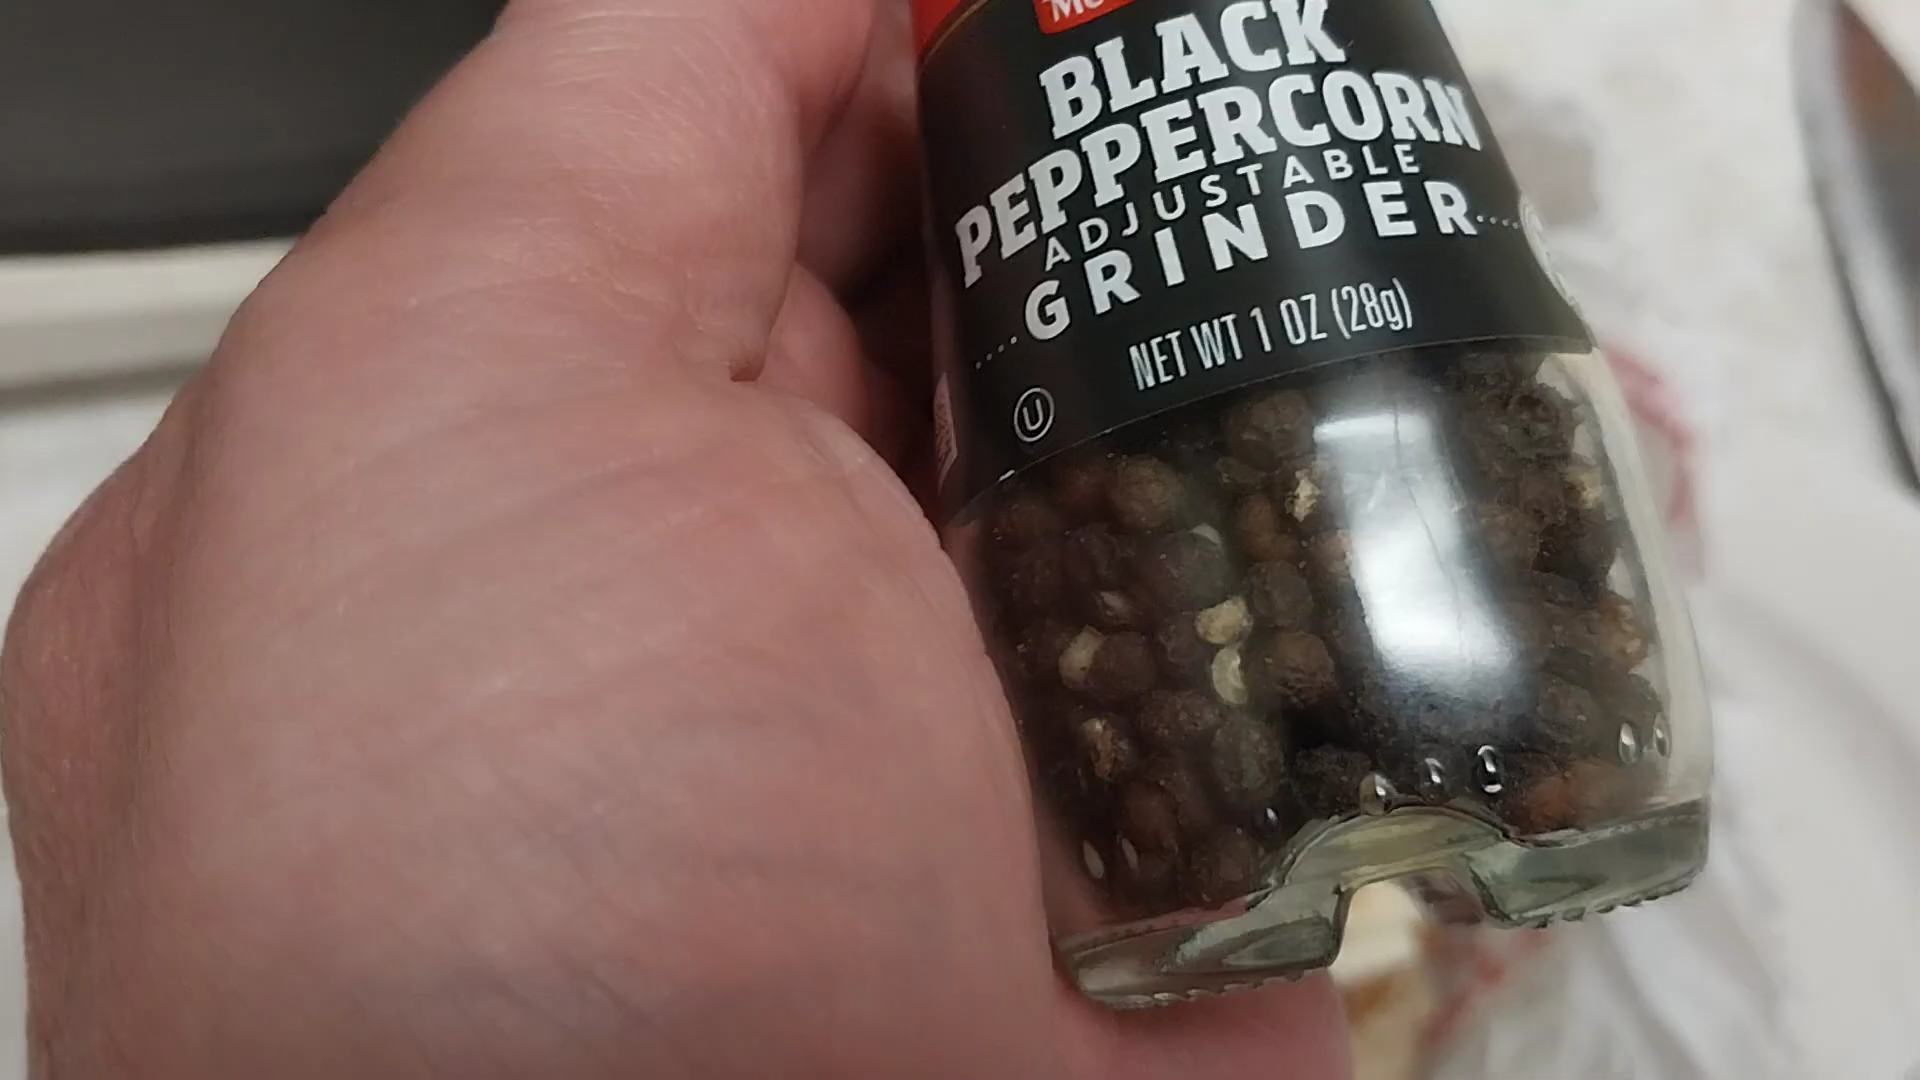 BLACK
PEPPERCORN
ADJUSTABLE
GRINDER
NET WT 1 OZ (28g)
U